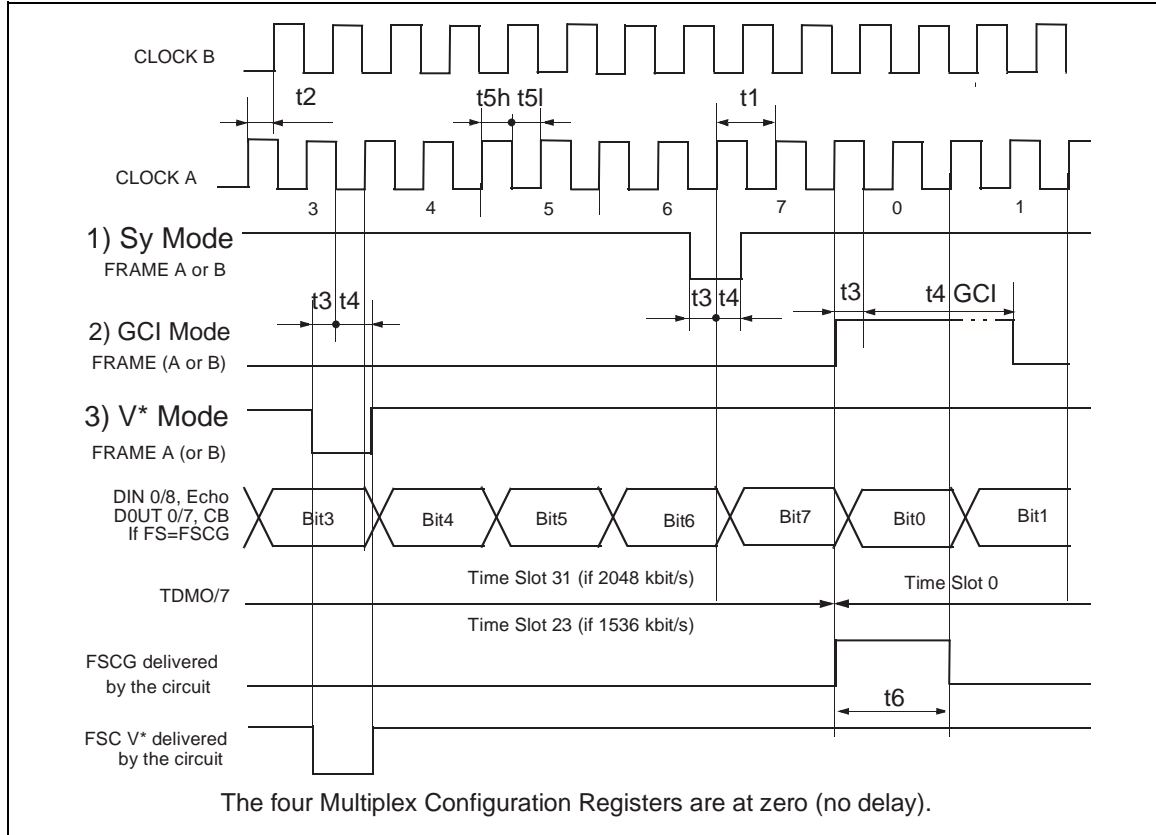 CLOCK B
t2
t5h t5l
t1
CLOCK A
3 4 5 6 7 0 1
1) Sy Mode
FRAME A or B
t3 t4
t3 t4
t3
t4 GCI
2) GCI Mode
FRAME (A or B)
3) V* Mode
FRAME A (or B)
DIN 0/8, Echo
D0UT 0/7, CB
If FS=FSCG
Bit3 Bit4 Bit5 Bit6 Bit7 Bit0 Bit1
Time Slot 31 (if 2048 kbit/s)
Time Slot 0
TDMO/7
Time Slot 23 (if 1536 kbit/s)
FSCG delivered
by the circuit
t6
FSC V* delivered
by the circuit
The four Multiplex Configuration Registers are at zero (no delay).